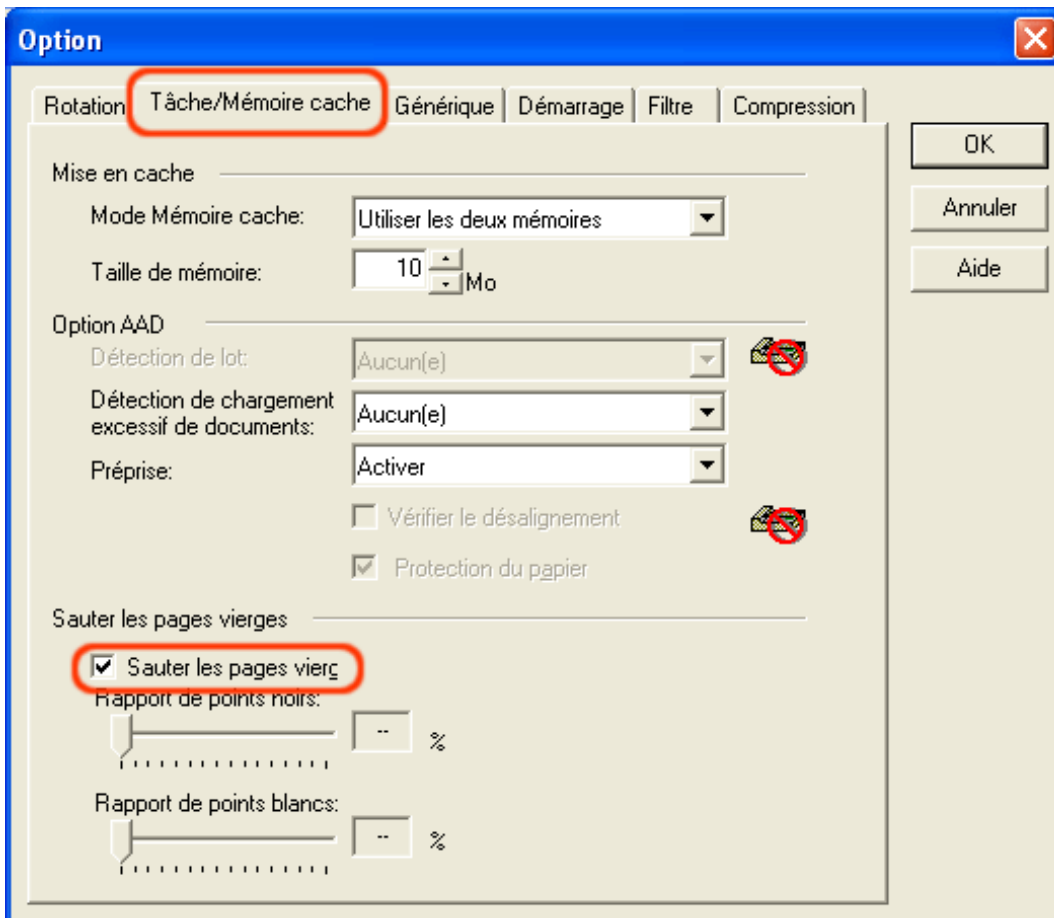 Option
Rotation Tâche/Mémoire cache Générique Démarrage Filtre Compression
OK
Annuler
Aide
Mise en cache
Mode Mémoire cache: Utiliser les deux mémoires
Taille de mémoire: 10 Mo
Option AAD
Détection de lot: Aucun(e)
Détection de chargement
excessif de documents: Aucun(e)
Préprise: Activer
Vérifier le désalignement
Protection du papier
Sauter les pages vierges
Sauter les pages vierg
Rapport de points noirs:
-- %
Rapport de points blancs:
-- %